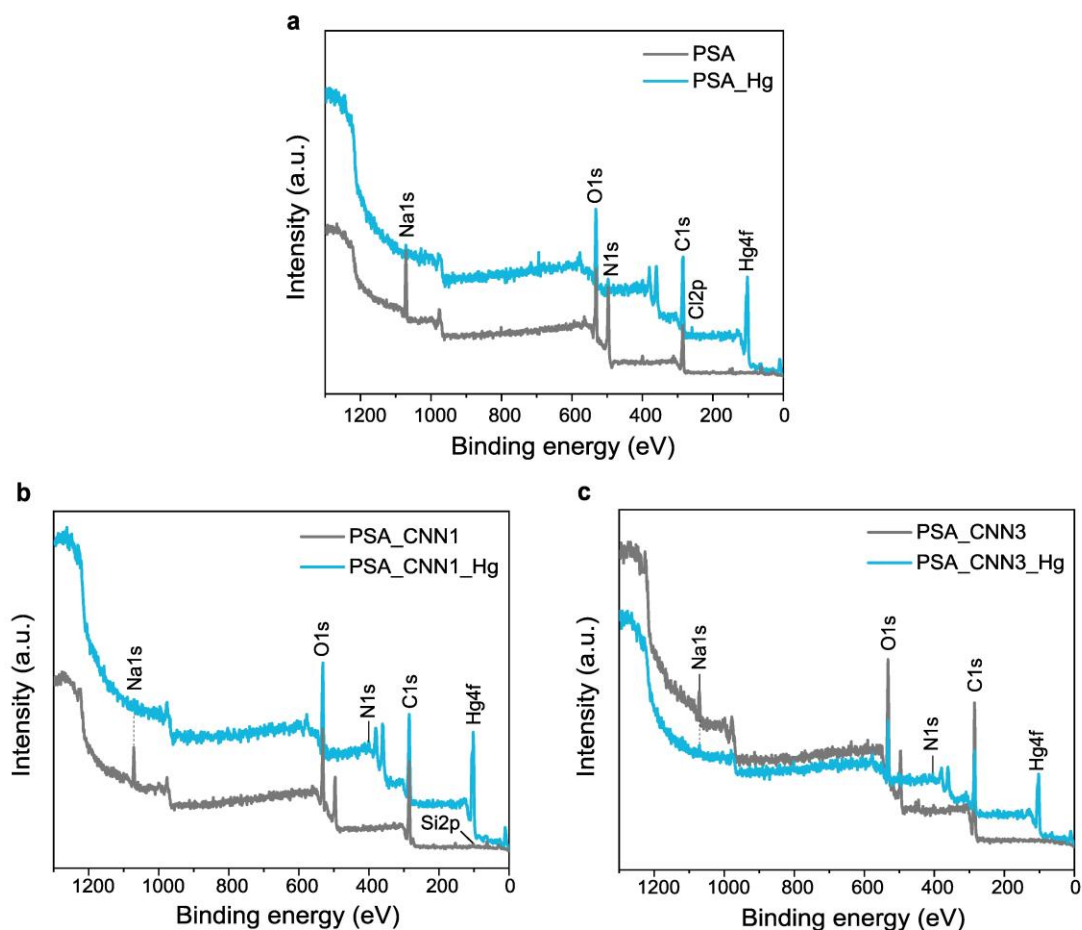 a
PSA
PSA_Hg
Intensity (a.u.)
Na1s
O1s
N1s
C1s
Cl2p
Hg4f
1200 1000 800 600 400 200 0
Binding energy (eV)
b
PSA_CNN1
PSA_CNN1_Hg
Intensity (a.u.)
Na1s
O1s
N1s
C1s
Hg4f
Si2p
1200 1000 800 600 400 200 0
Binding energy (eV)
c
PSA_CNN3
PSA_CNN3_Hg
Intensity (a.u.)
Na1s
O1s
N1s
C1s
Hg4f
1200 1000 800 600 400 200 0
Binding energy (eV)